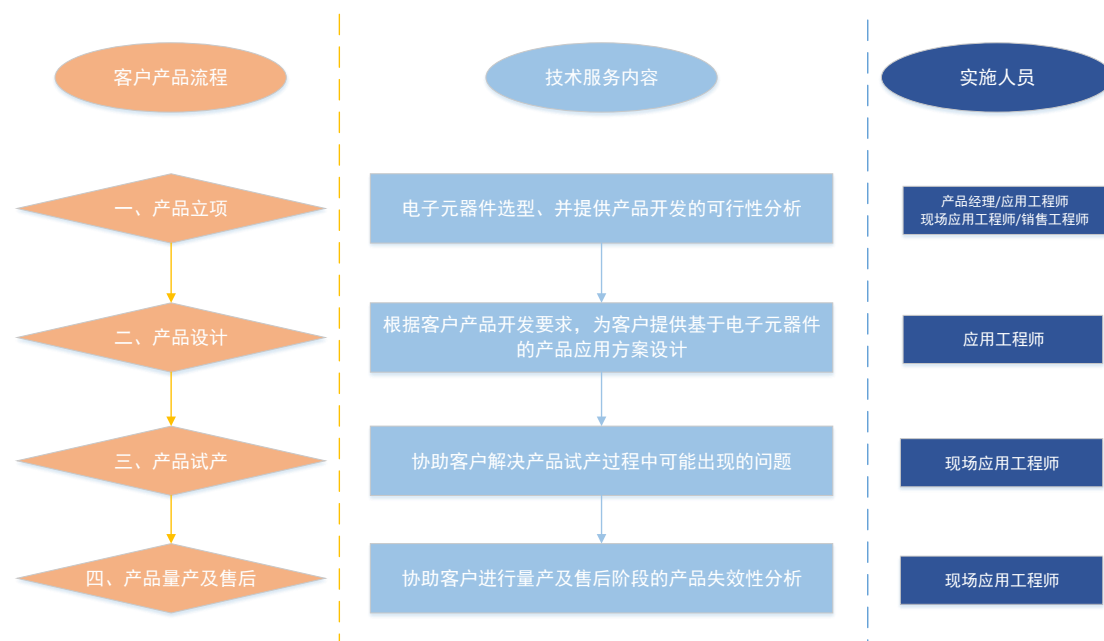 客户产品流程
技术服务内容
实施人员
一、产品立项
电子元器件选型、并提供产品开发的可行性分析
产品经理/应用工程师
现场应用工程师/销售工程师
二、产品设计
根据客户产品开发要求，为客户提供基于电子元器件
的产品应用方案设计
应用工程师
三、产品试产
协助客户解决产品试产过程中可能出现的问题
现场应用工程师
四、产品量产及售后
协助客户进行量产及售后阶段的产品失效性分析
现场应用工程师